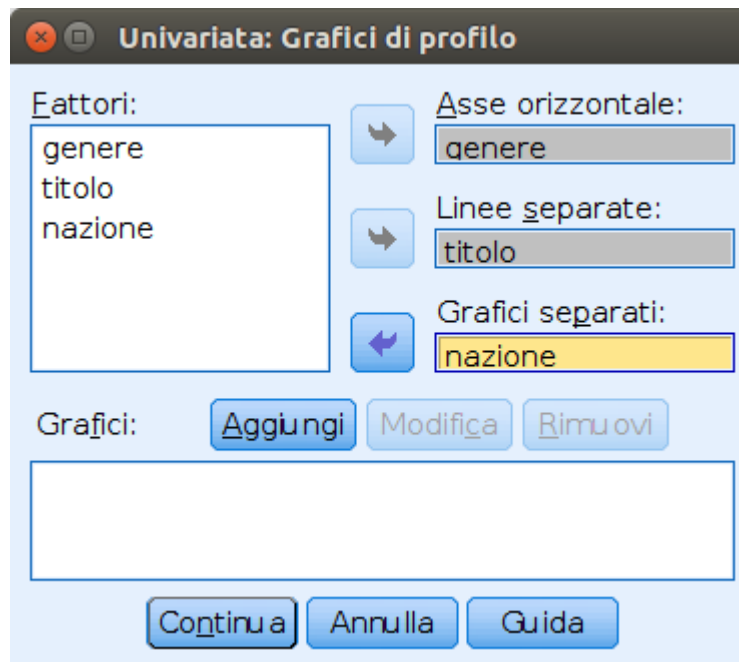 Univariata: Grafici di profilo
Fattori:
genere
titolo
nazione
Asse orizzontale:
genere
Linee separate:
titolo
Grafici separati:
nazione
Grafici:
Aggiungi
Modifica
Rimuovi
Continua
Annulla
Guida